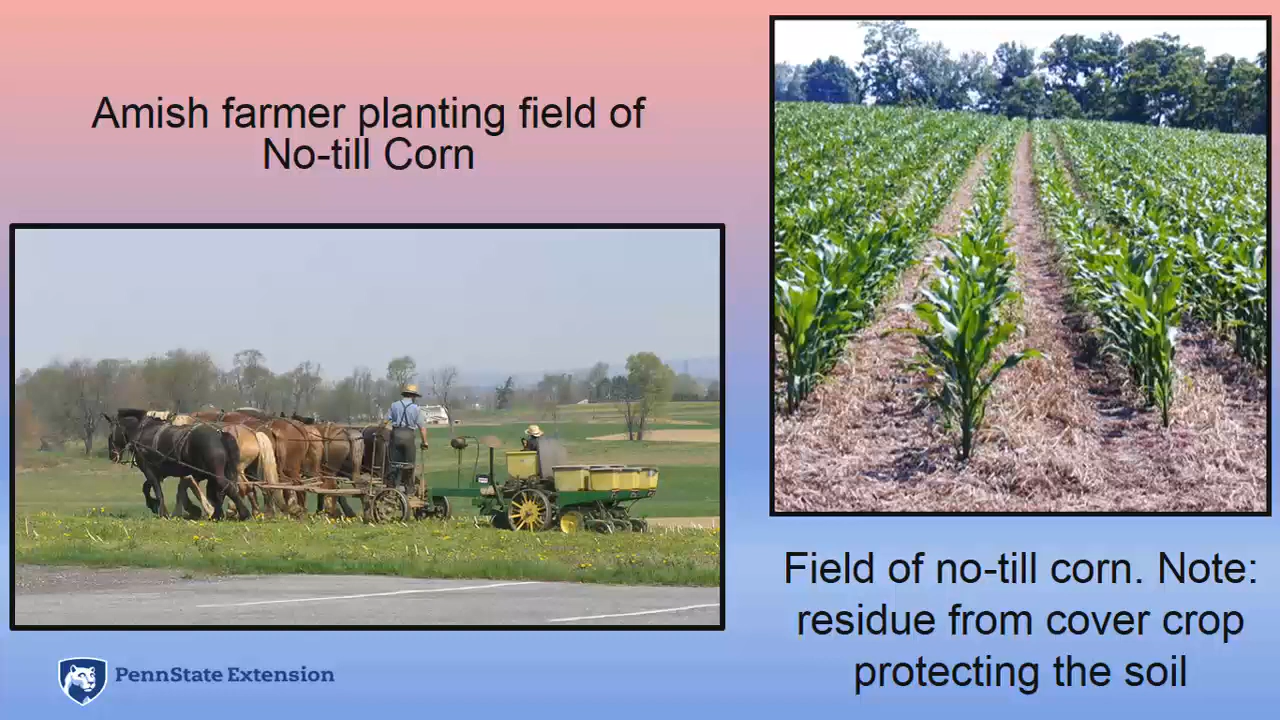 Amish farmer planting field of
No-till Corn
Field of no-till corn. Note:
residue from cover crop
protecting the soil
PennState Extension